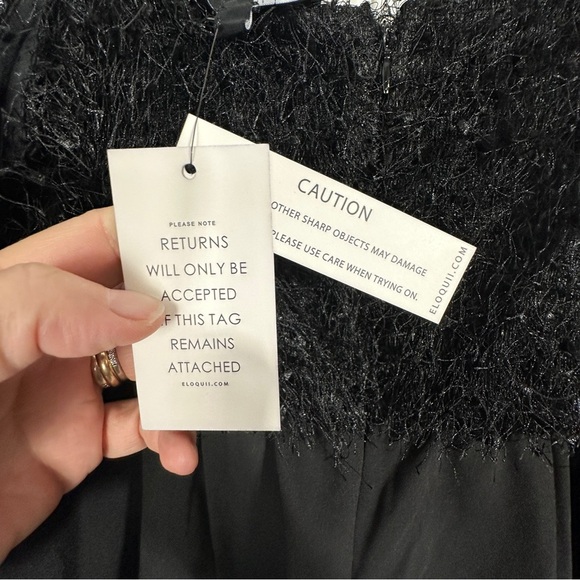 PLEASE NOTE
RETURNS
WILL ONLY BE
ACCEPTED
IF THIS TAG
REMAINS
ATTACHED
ELOQUII.COM
CAUTION
OTHER SHARP OBJECTS MAY DAMAGE
PLEASE USE CARE WHEN TRYING ON.
ELOQUII.COM